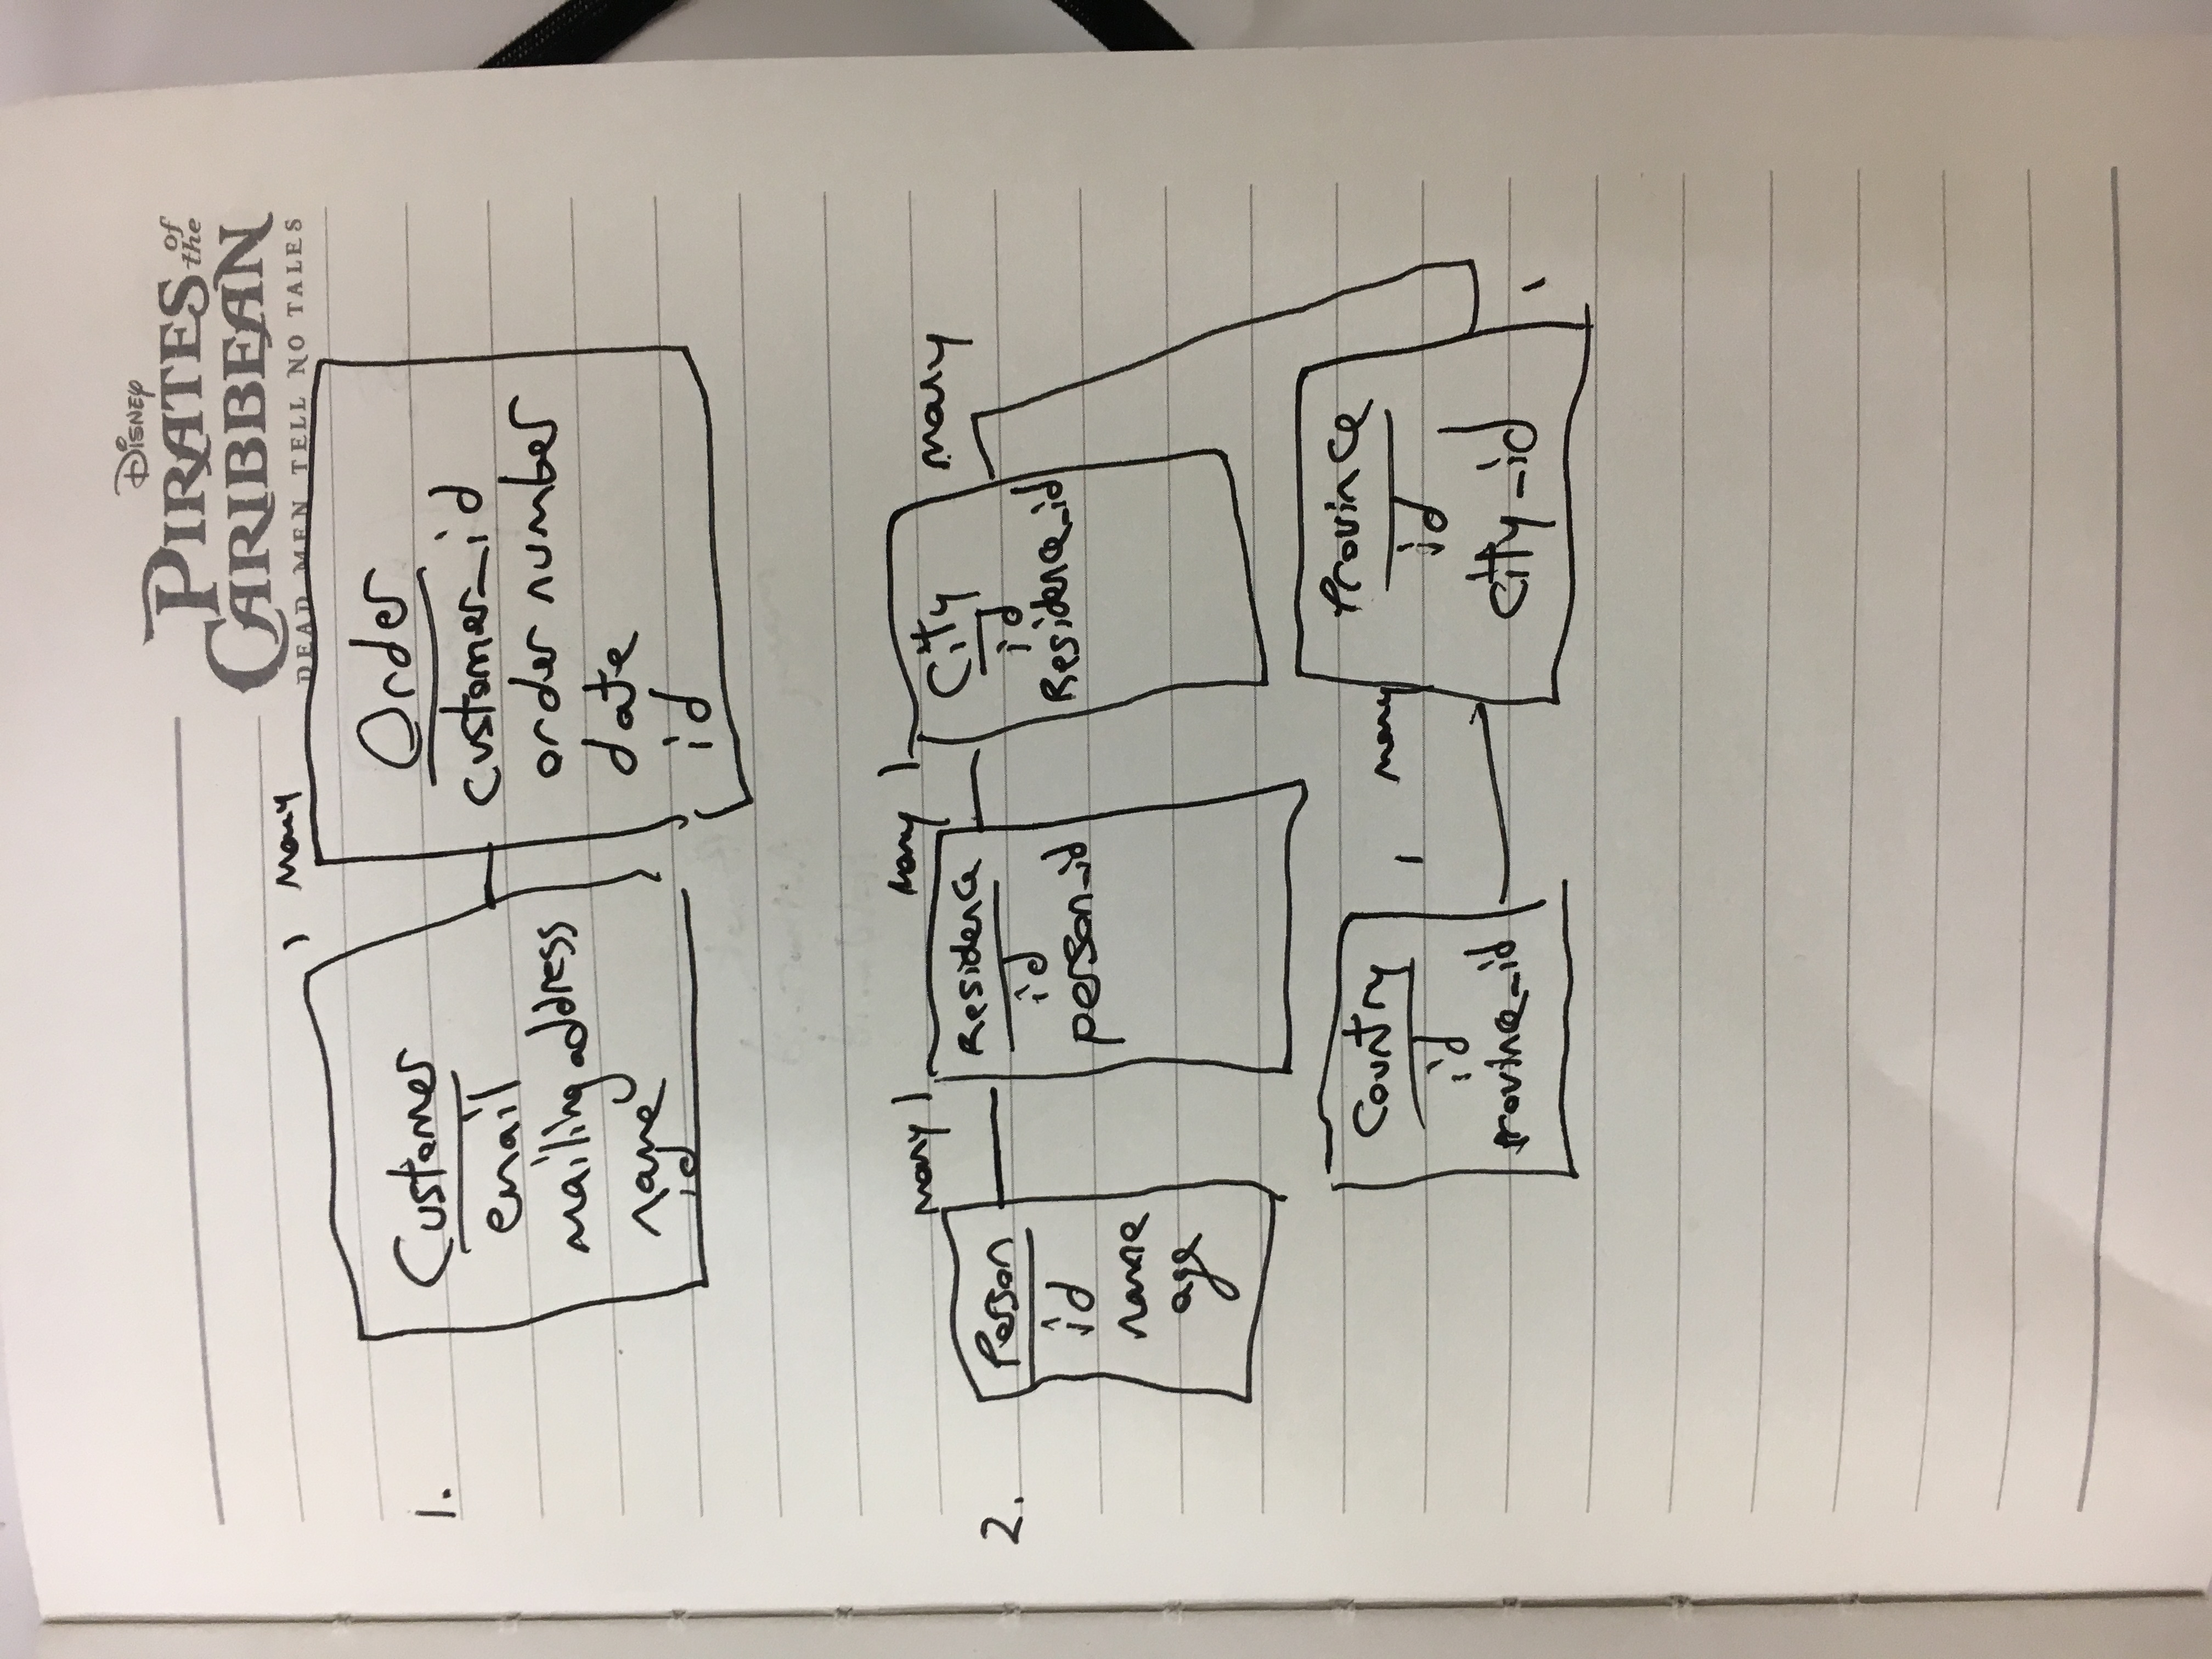 DISNEY
PIRATES of the
CARIBBEAN
DEAD MEN TELL NO TALES
1.
1 many
Customer
email
mailing address
name
id
Order
customer_id
order number
date
id
2.
many 1
many 1
many
Person
id
name
age
Residence
id
person_id
City
id
Residence_id
1 many
1
Country
id
province_id
Province
id
city_id